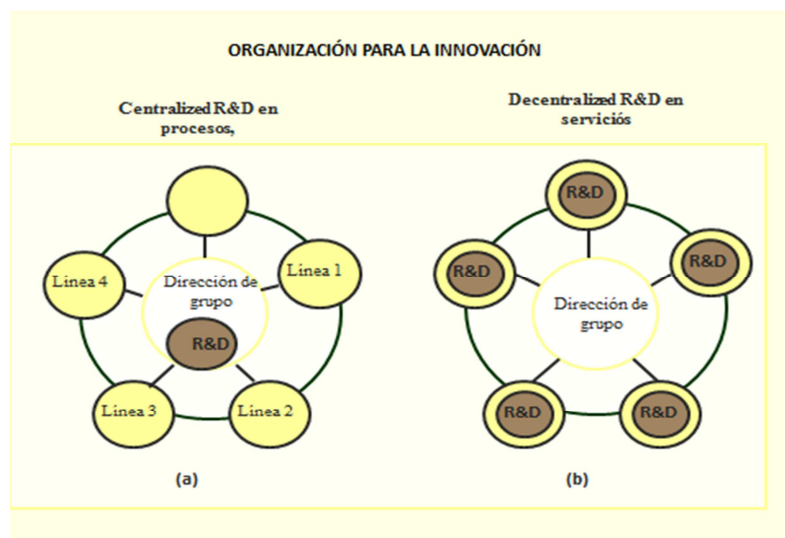 ORGANIZACIÓN PARA LA INNOVACIÓN
Centralized R&D en
procesos,
Decentralized R&D en
serviciós
Linea 4
Dirección de
grupo
Linea 1
R&D
Linea 3
Linea 2
(a)
R&D
R&D
R&D
Dirección de
grupo
R&D
R&D
(b)